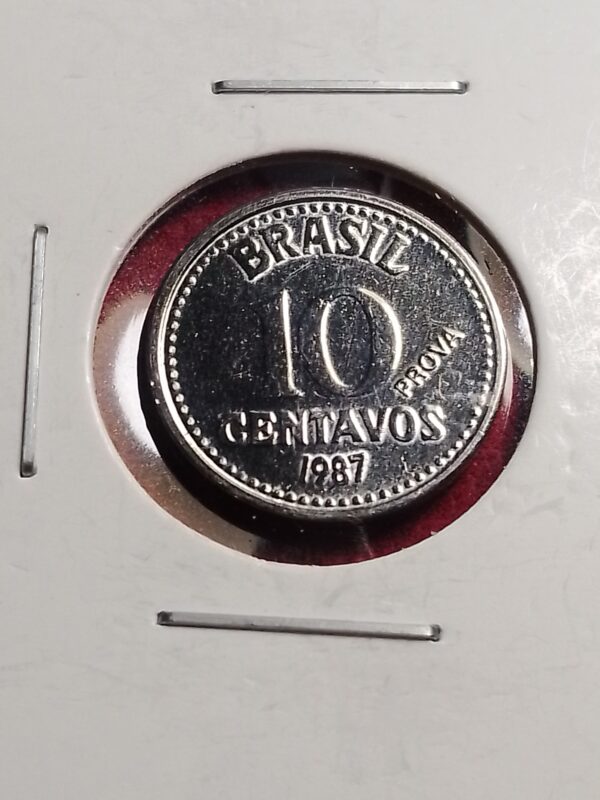 BRASIL
10
PROVA
CENTAVOS
1987